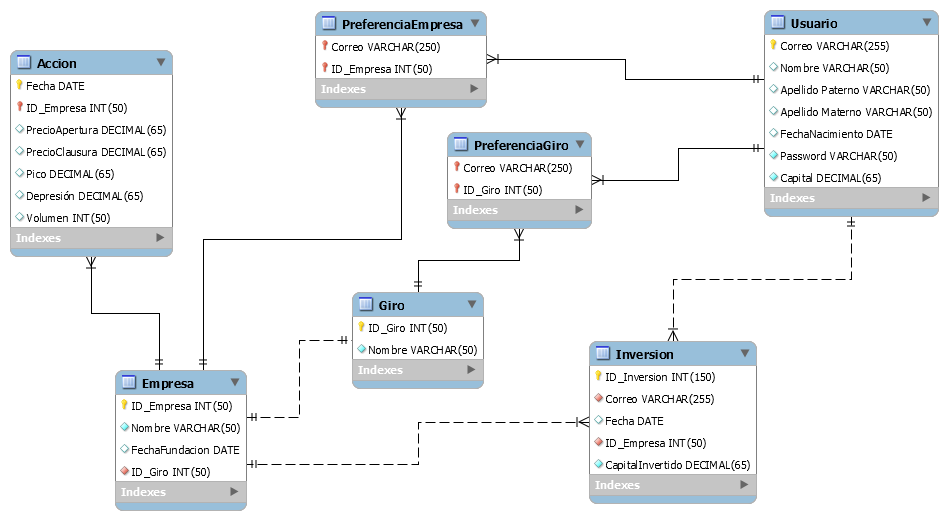 PreferenciaEmpresa
Correo VARCHAR(250)
ID_Empresa INT(50)
Indexes
Usuario
Correo VARCHAR(255)
Nombre VARCHAR(50)
Apellido Paterno VARCHAR(50)
Apellido Materno VARCHAR(50)
FechaNacimiento DATE
Password VARCHAR(50)
Capital DECIMAL(65)
Indexes
Accion
Fecha DATE
ID_Empresa INT(50)
PrecioApertura DECIMAL(65)
PrecioClausura DECIMAL(65)
Pico DECIMAL(65)
Depresión DECIMAL(65)
Volumen INT(50)
Indexes
PreferenciaGiro
Correo VARCHAR(250)
ID_Giro INT(50)
Indexes
Giro
ID_Giro INT(50)
Nombre VARCHAR(50)
Indexes
Empresa
ID_Empresa INT(50)
Nombre VARCHAR(50)
FechaFundacion DATE
ID_Giro INT(50)
Indexes
Inversion
ID_Inversion INT(150)
Correo VARCHAR(255)
Fecha DATE
ID_Empresa INT(50)
CapitalInvertido DECIMAL(65)
Indexes